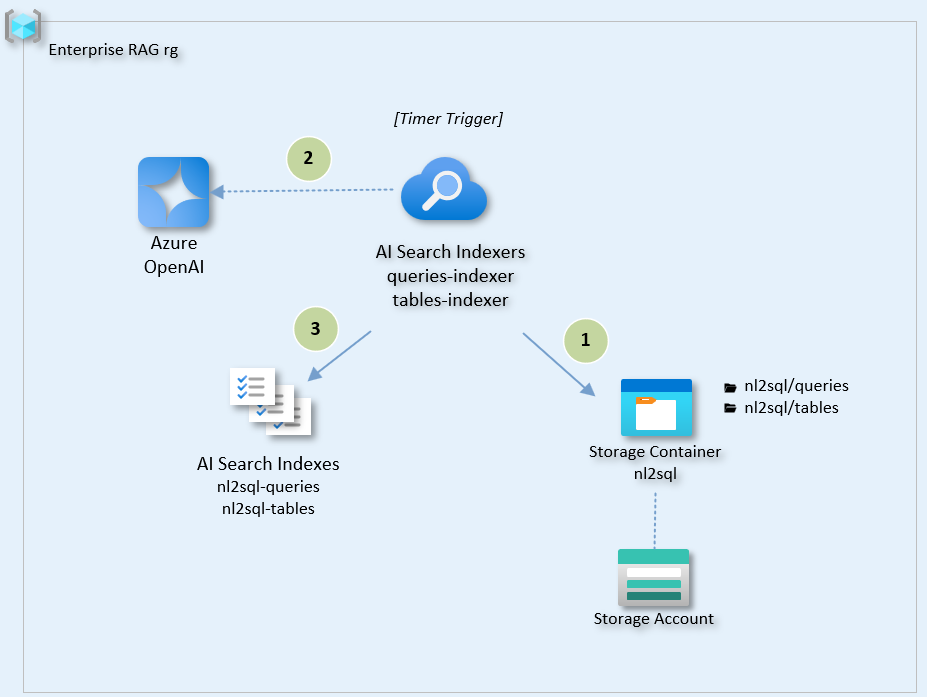 Enterprise RAG rg
[Timer Trigger]
2
Azure
OpenAI
AI Search Indexers
queries-indexer
tables-indexer
3
1
nl2sql/queries
nl2sql/tables
Storage Container
nl2sql
AI Search Indexes
nl2sql-queries
nl2sql-tables
Storage Account